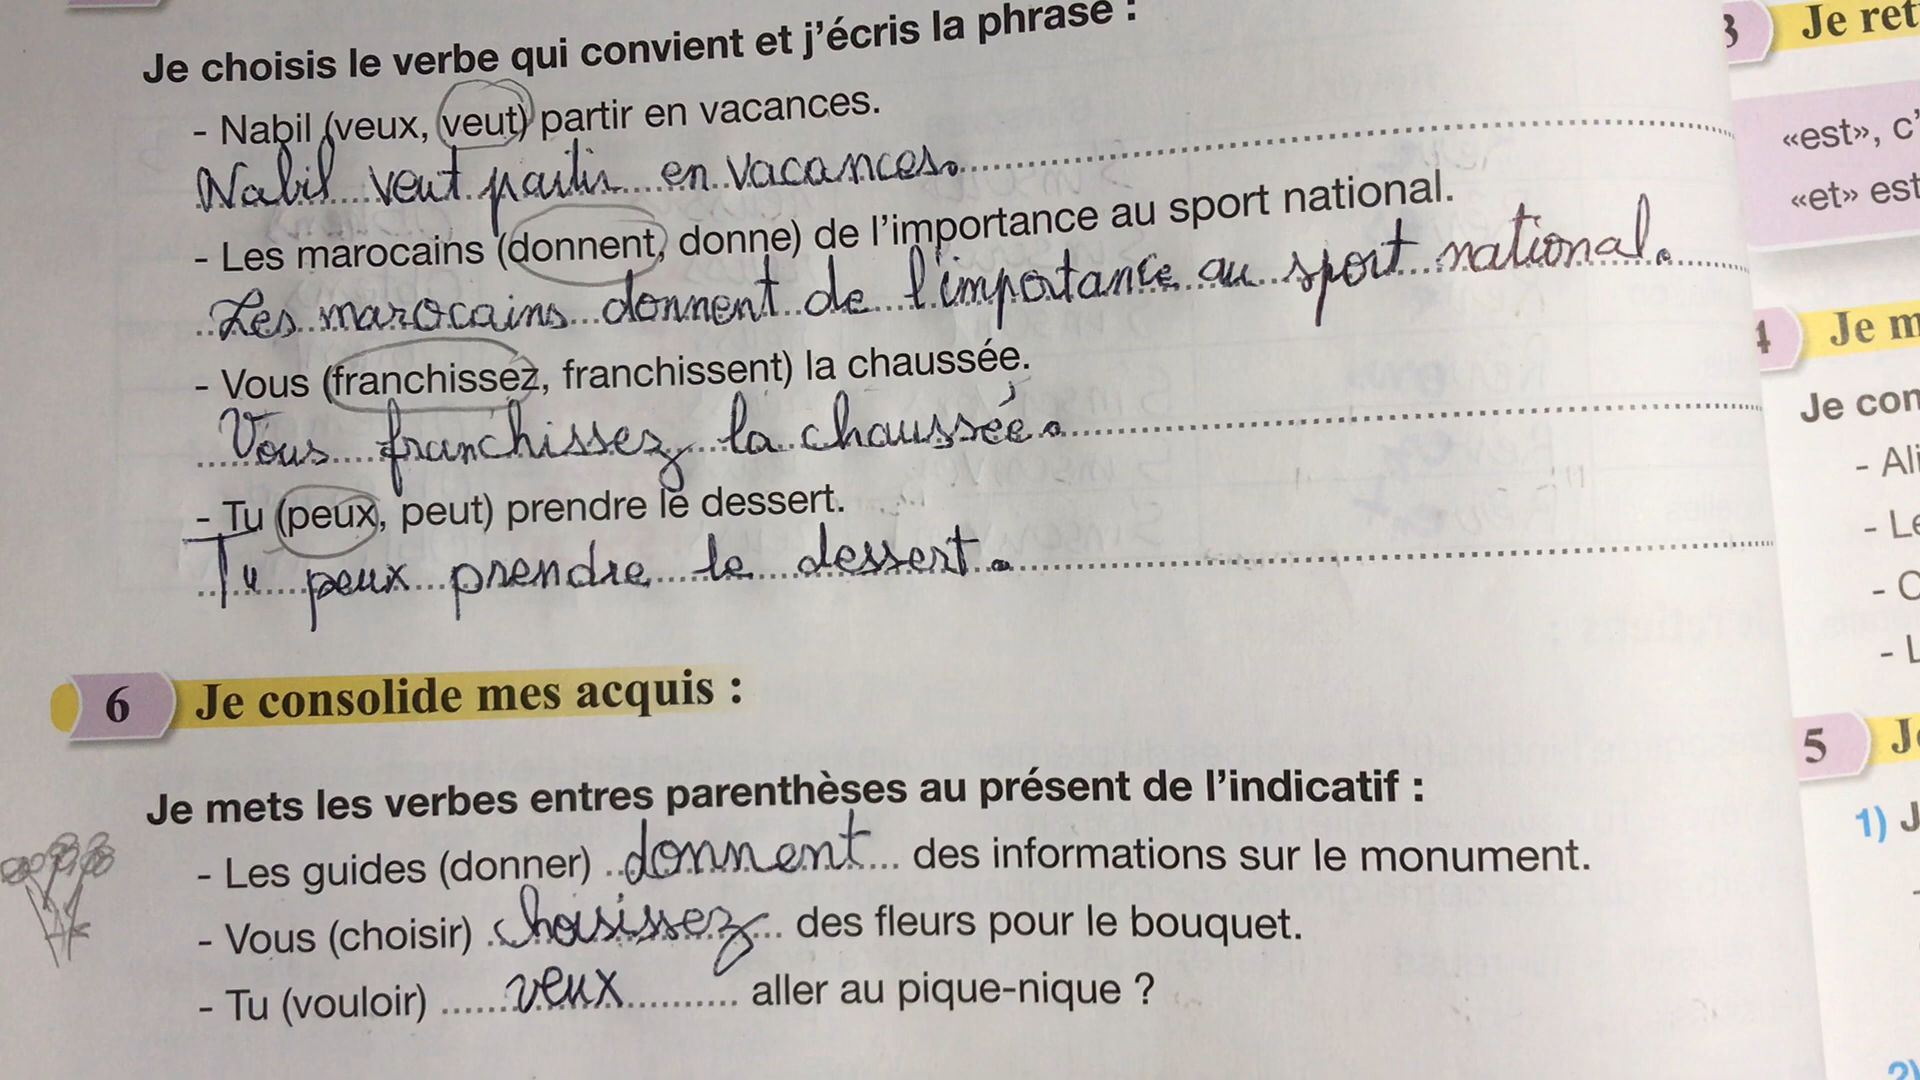 Je choisis le verbe qui convient et j'écris la phrase :
- Nabil (veux, veut) partir en vacances.
Nabil veut partir en vacances.
- Les marocains (donnent, donne) de l'importance au sport national.
Les marocains donnent de l'importance au sport national.
- Vous (franchissez, franchissent) la chaussée.
Vous franchissez la chaussée.
- Tu (peux, peut) prendre le dessert.
Tu peux prendre le dessert.
6 Je consolide mes acquis :
Je mets les verbes entres parenthèses au présent de l'indicatif :
- Les guides (donner) donnent des informations sur le monument.
- Vous (choisir) choisissez des fleurs pour le bouquet.
- Tu (vouloir) veux aller au pique-nique ?
3 Je
«est», c'
«et» est
4 Je
Je
- Ali
5
1)
2)